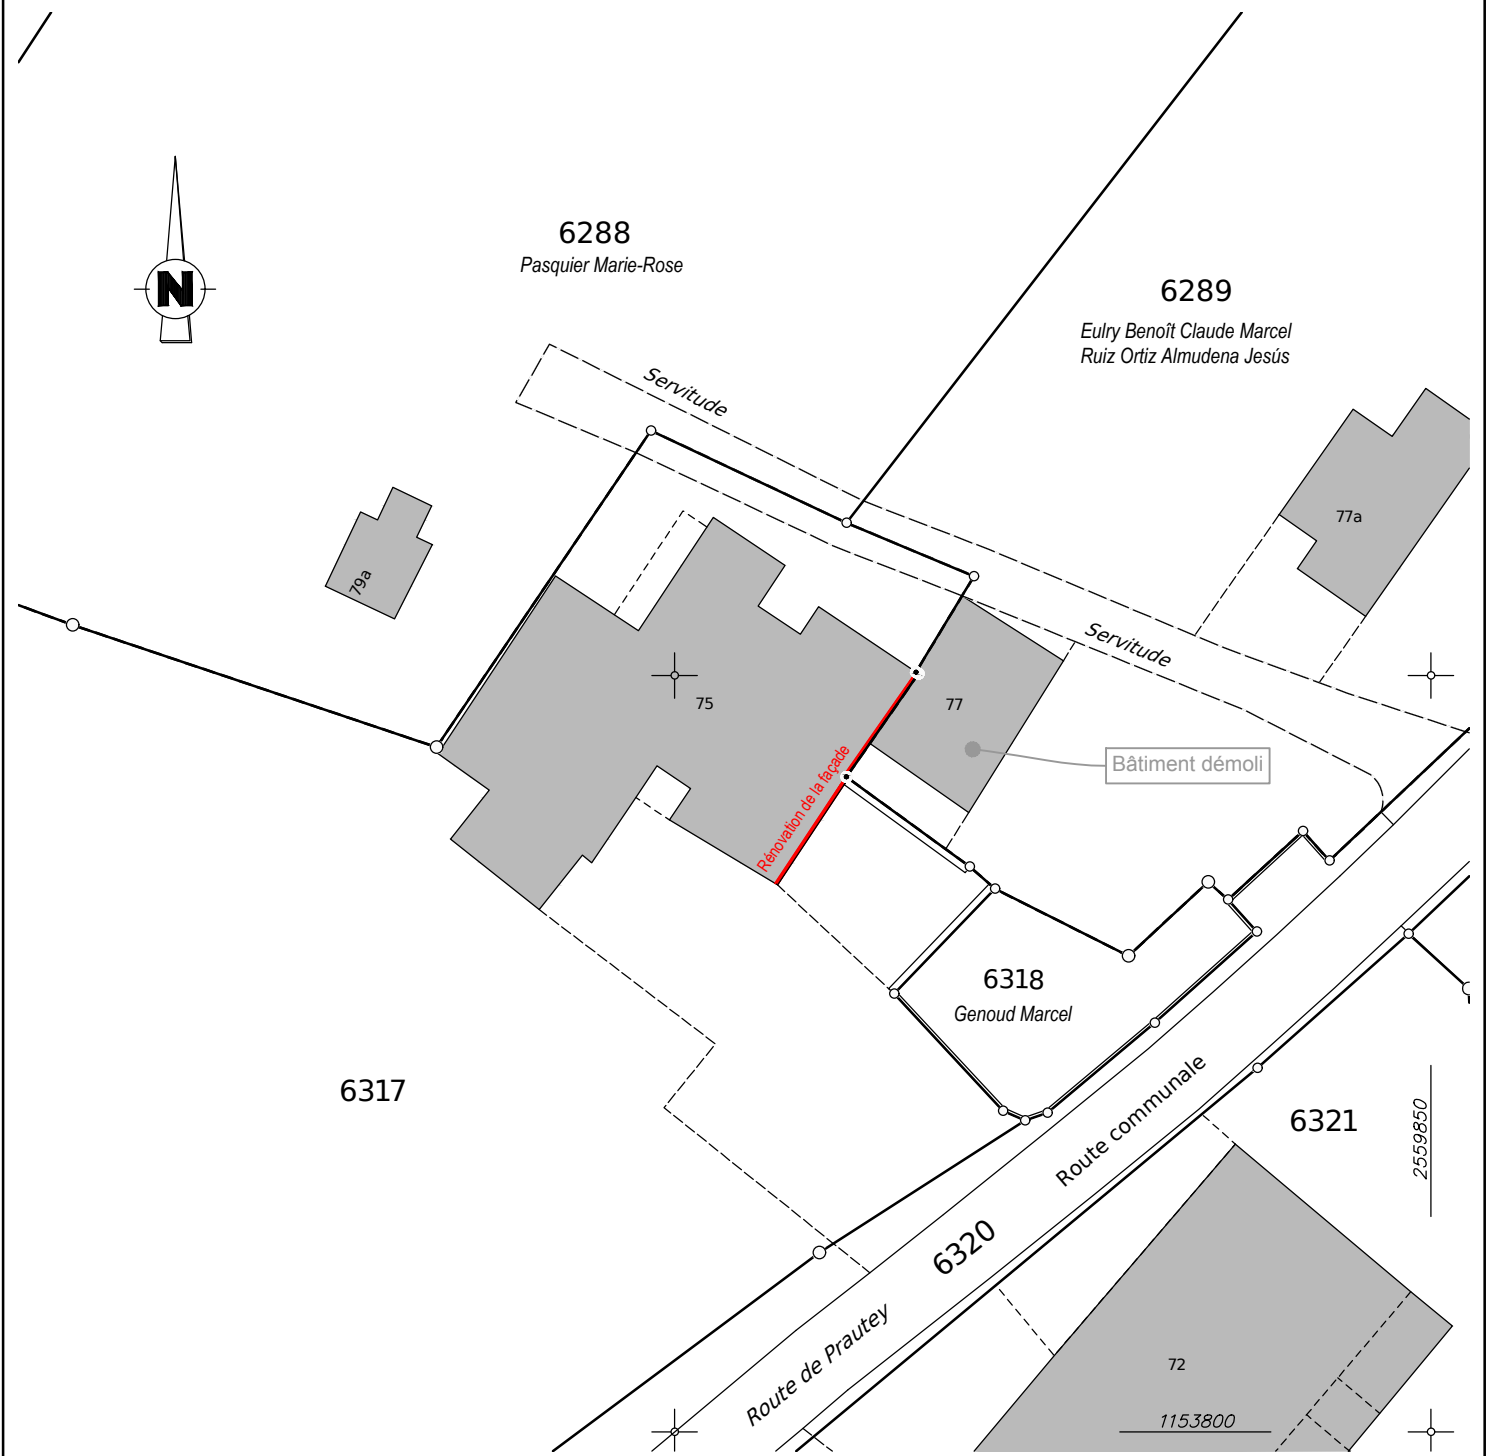 6288
Pasquier Marie-Rose
N
6289
Eulry Benoît Claude Marcel
Ruiz Ortiz Almudena Jesús
Servitude
77a
79a
Servitude
75
77
Rénovation de la façade
Bâtiment démoli
6318
Genoud Marcel
6317
Route communale
6321
2559850
6320
Route de Prautey
72
1153800